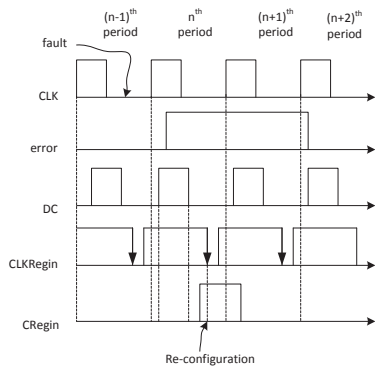 (n-1)th
period
nth
period
(n+1)th
period
(n+2)th
period
fault
CLK
error
DC
CLKRegin
CRegin
Re-configuration